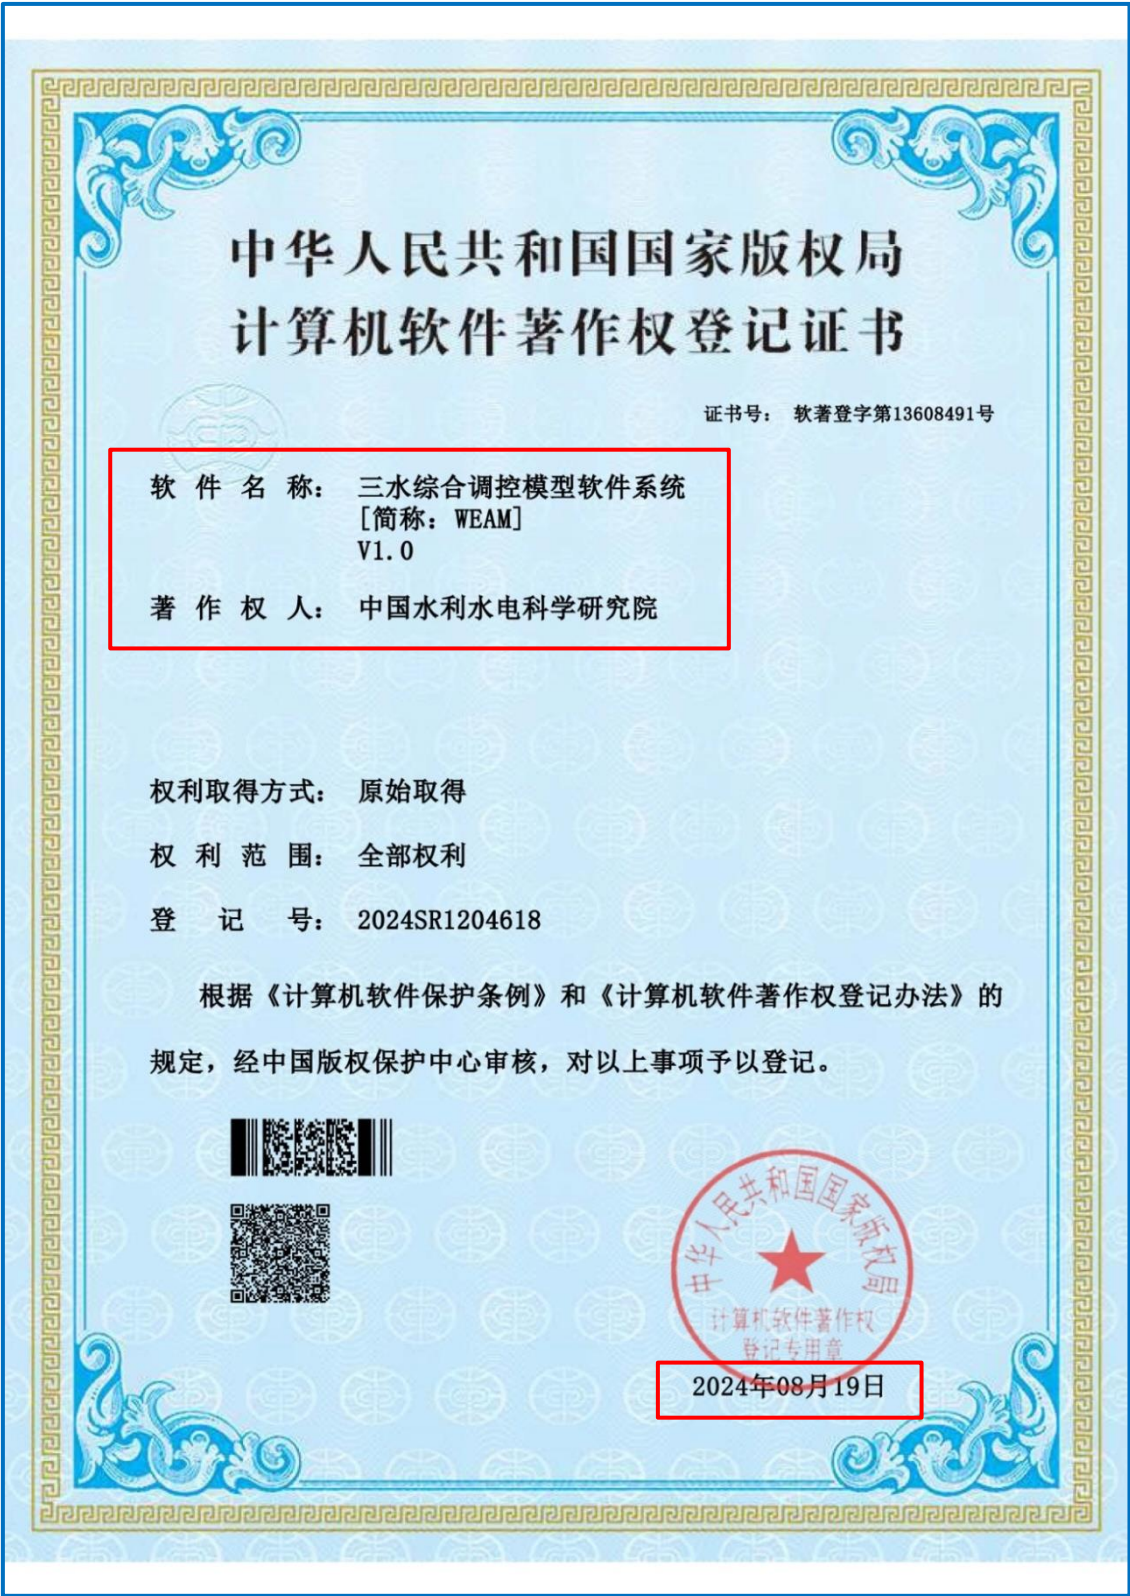 中华人民共和国国家版权局
计算机软件著作权登记证书
证书号： 软著登字第13608491号
软件名称： 三水综合调控模型软件系统
[简称：WEAM]
V1.0
著作权人： 中国水利水电科学研究院
权利取得方式： 原始取得
权利范围： 全部权利
登记号： 2024SR1204618
根据《计算机软件保护条例》和《计算机软件著作权登记办法》的
规定，经中国版权保护中心审核，对以上事项予以登记。
中华人民共和国国家版权局
计算机软件著作权
登记专用章
2024年08月19日